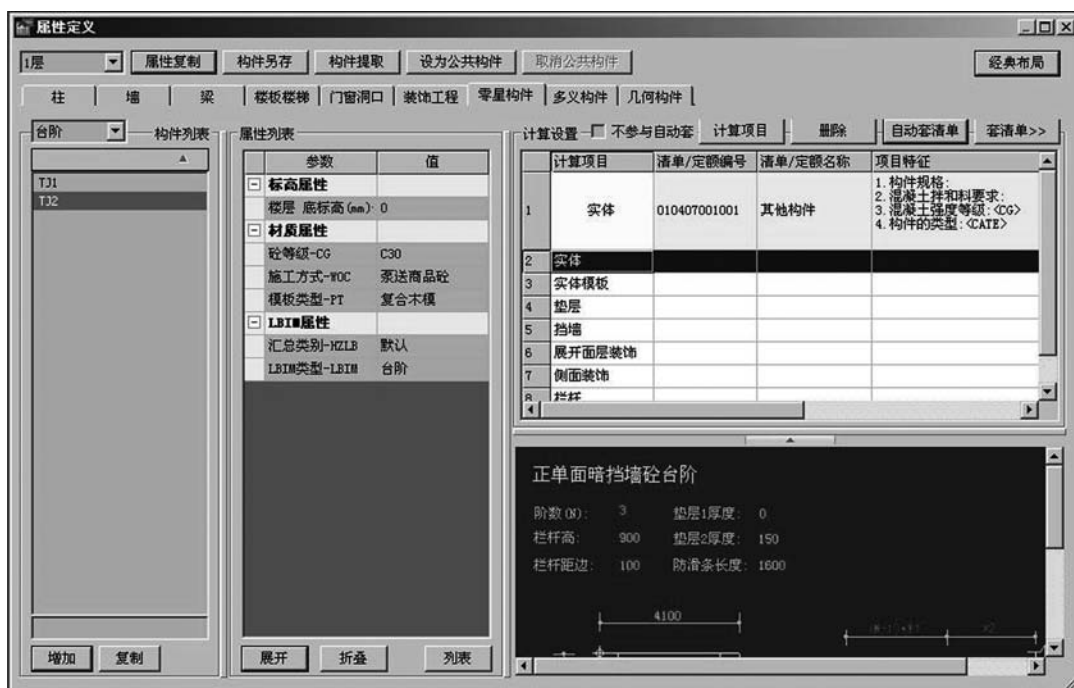 属性定义
1层 属性复制 构件另存 构件提取 设为公共构件 取消公共构件 经典布局
柱 墙 梁 楼板楼梯 门窗洞口 装饰工程 零星构件 多义构件 几何构件
台阶 构件列表
TJ1
TJ2
增加 复制
属性列表
参数 值
标高属性
楼层 底标高(mm) 0
材质属性
砼等级-CG C30
施工方式-WOC 泵送商品砼
模板类型-PT 复合木模
LBIM属性
汇总类别-HZLB 默认
LBIM类型-LBIM 台阶
展开 折叠 列表
计算设置 不参与自动套 计算项目 删除 自动套清单 套清单>>
计算项目 清单/定额编号 清单/定额名称 项目特征
1 实体 010407001001 其他构件
1.构件规格:
2.混凝土拌和料要求:
3.混凝土强度等级:<CG>
4.构件的类型:<CATE>
2 实体
3 实体模板
4 垫层
5 挡墙
6 展开面层装饰
7 侧面装饰
8 栏杆
正单面暗挡墙砼台阶
阶数(N): 3 垫层1厚度: 0
栏杆高: 900 垫层2厚度: 150
栏杆距边: 100 防滑条长度: 1600
4100